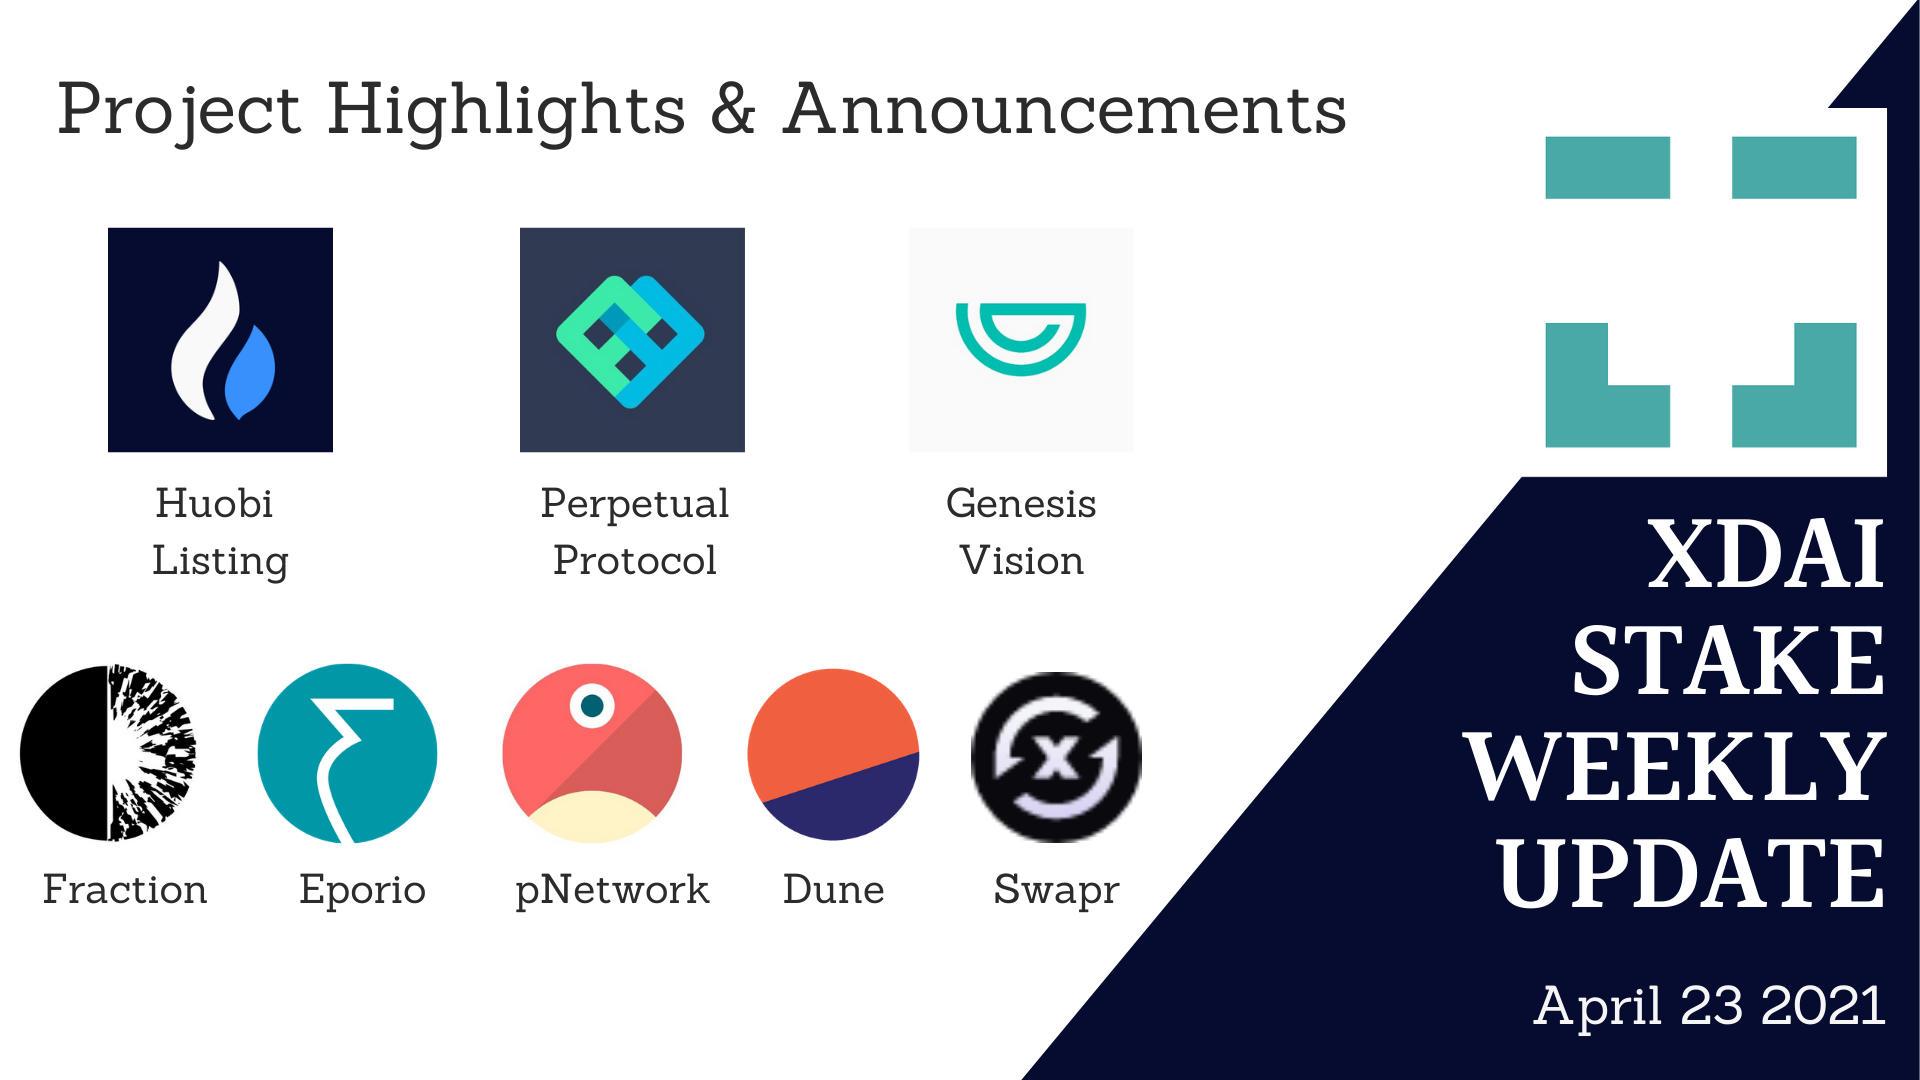 Project Highlights & Announcements
Huobi
Listing
Perpetual
Protocol
Genesis
Vision
Fraction
Eporio
pNetwork
Dune
x
Swapr
XDAI
STAKE
WEEKLY
UPDATE
April 23 2021